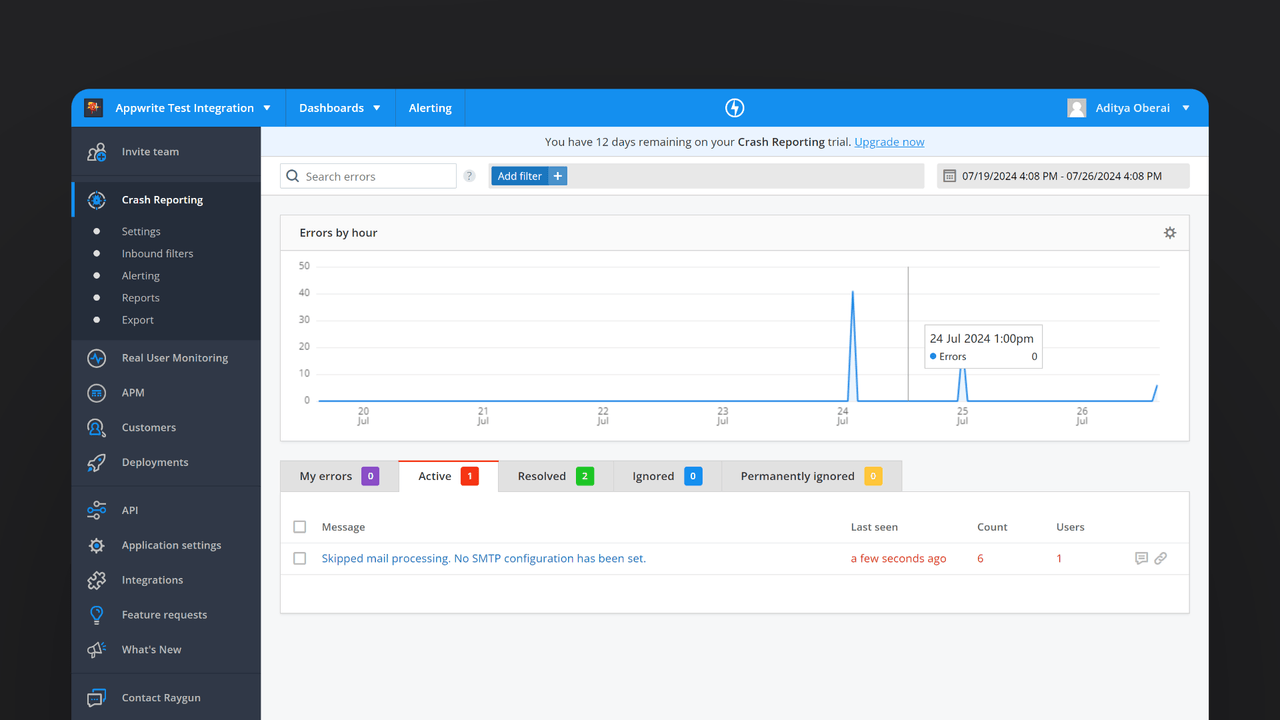 Appwrite Test Integration
Dashboards
Alerting
Aditya Oberai
Invite team
Crash Reporting
Settings
Inbound filters
Alerting
Reports
Export
Real User Monitoring
APM
Customers
Deployments
API
Application settings
Integrations
Feature requests
What's New
Contact Raygun
You have 12 days remaining on your Crash Reporting trial. Upgrade now
Search errors
?
Add filter +
07/19/2024 4:08 PM - 07/26/2024 4:08 PM
Errors by hour
50
40
30
20
10
0
24 Jul 2024 1:00pm
Errors 0
20 21 22 23 24 25 26
Jul Jul Jul Jul Jul Jul Jul
My errors 0 Active 1 Resolved 2 Ignored 0 Permanently ignored 0
Message Last seen Count Users
Skipped mail processing. No SMTP configuration has been set. a few seconds ago 6 1